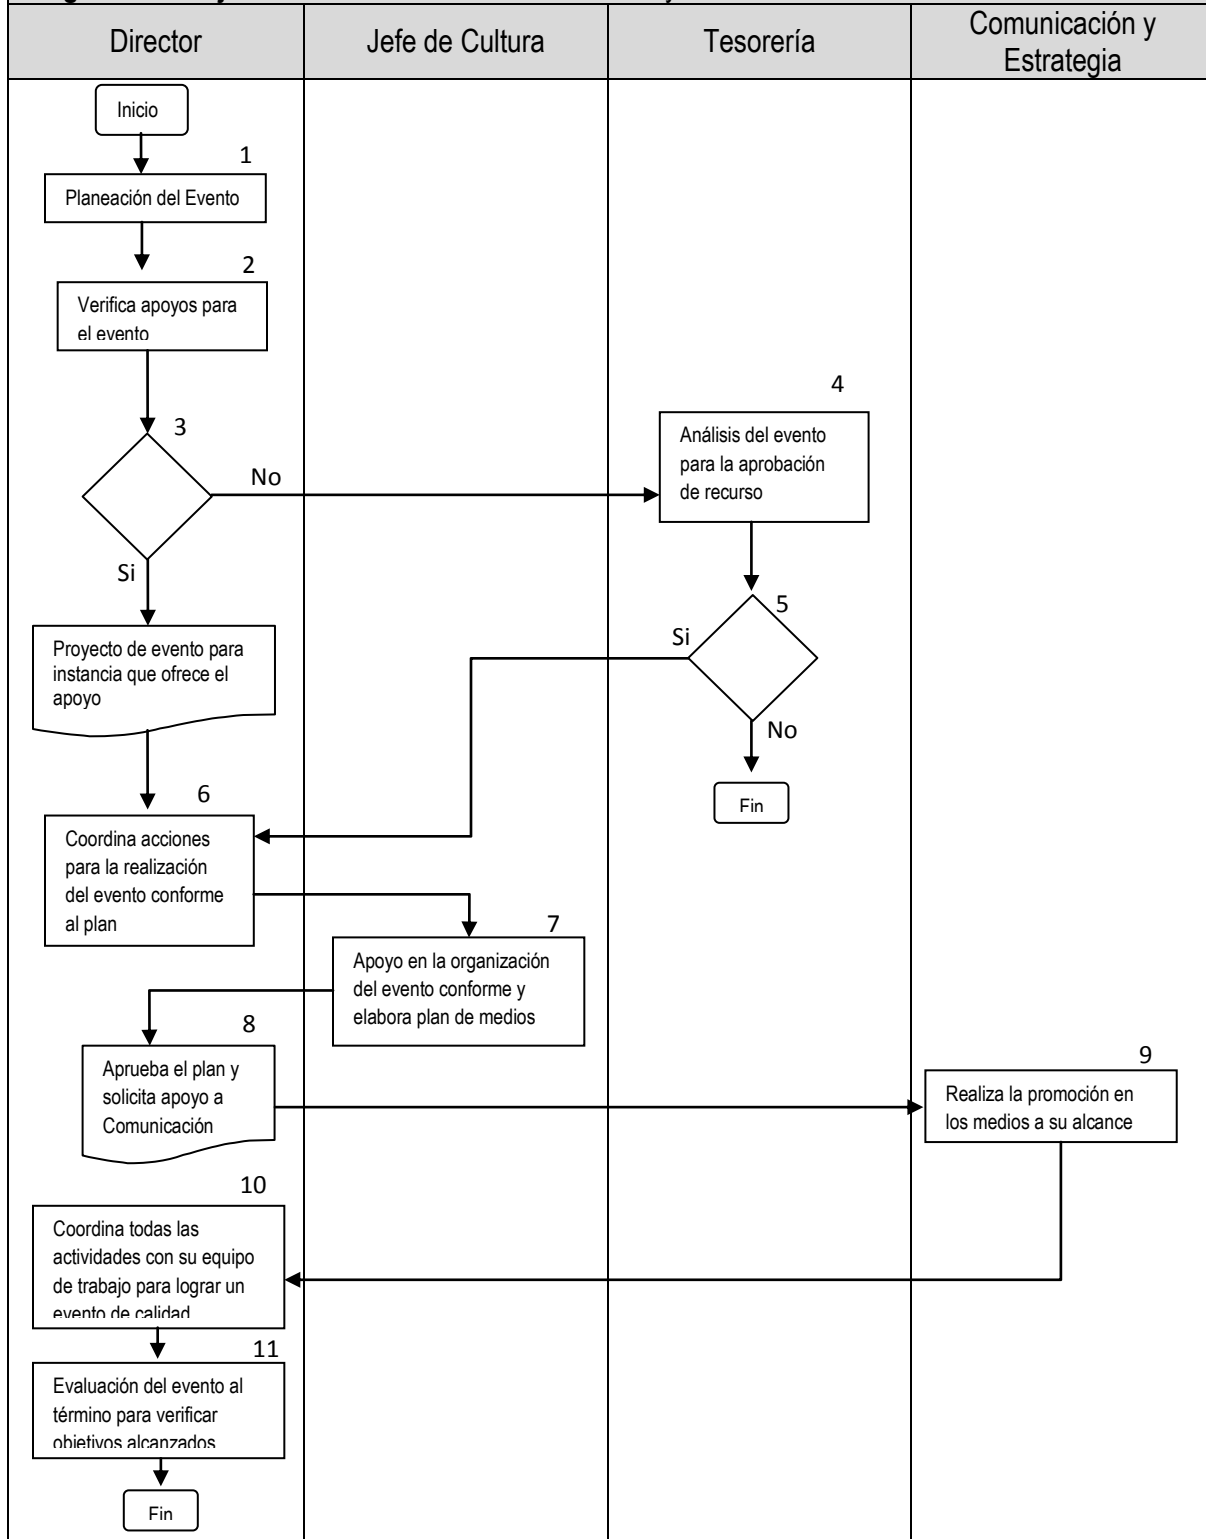 Director
Jefe de Cultura
Tesorería
Comunicación y
Estrategia
Inicio
1
Planeación del Evento
2
Verifica apoyos para
el evento
3
No
Si
4
Análisis del evento
para la aprobación
de recurso
5
Si
No
Fin
Proyecto de evento para
instancia que ofrece el
apoyo
6
Coordina acciones
para la realización
del evento conforme
al plan
7
Apoyo en la organización
del evento conforme y
elabora plan de medios
8
Aprueba el plan y
solicita apoyo a
Comunicación
9
Realiza la promoción en
los medios a su alcance
10
Coordina todas las
actividades con su equipo
de trabajo para lograr un
evento de calidad
11
Evaluación del evento al
término para verificar
objetivos alcanzados
Fin